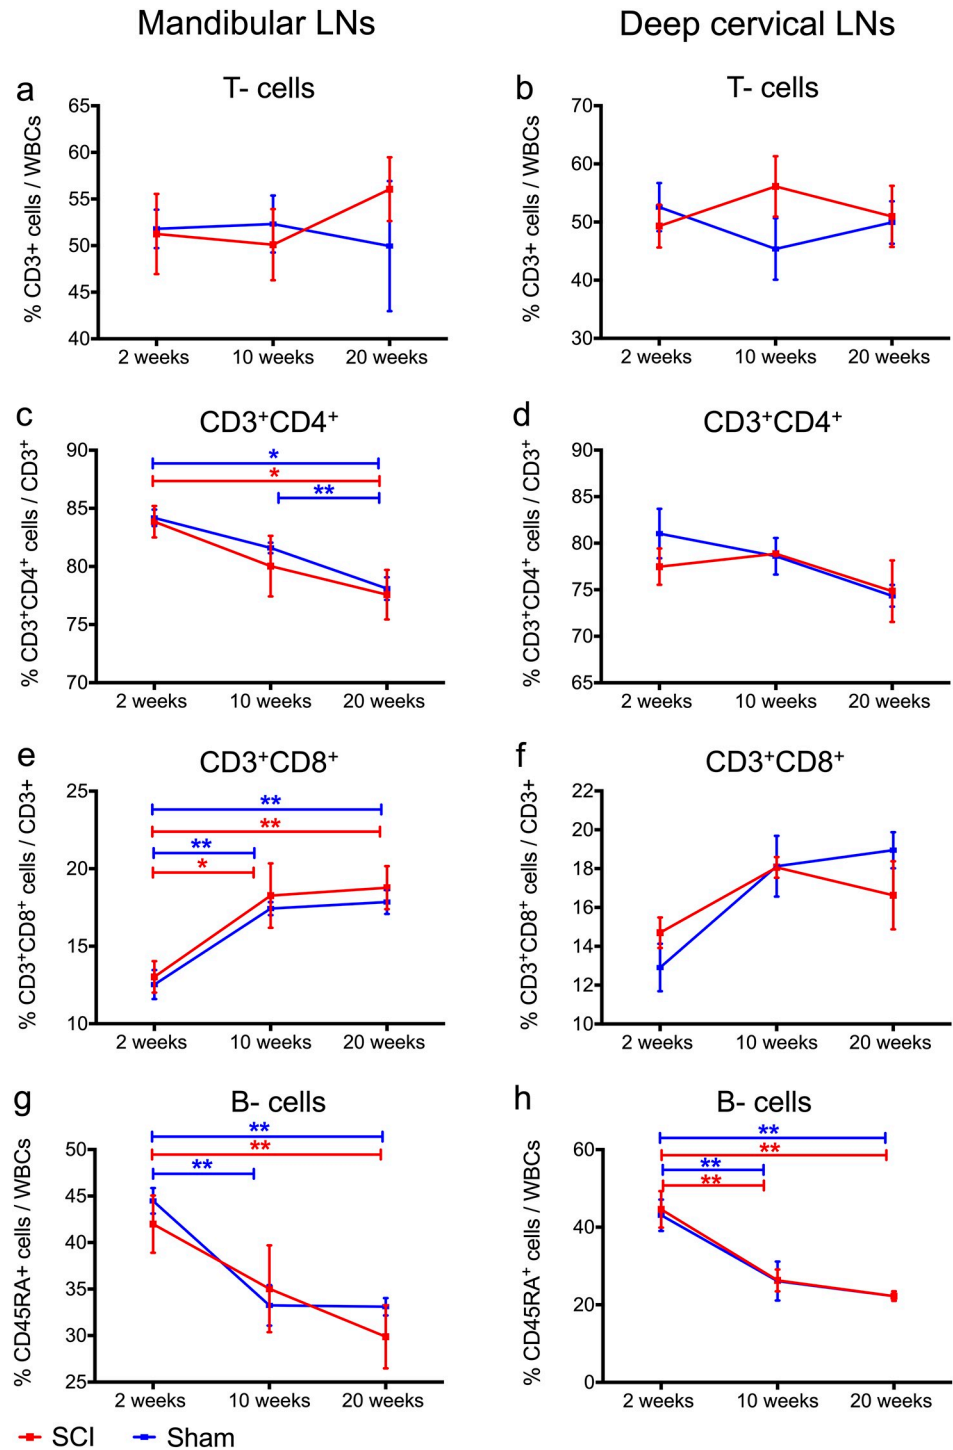 Mandibular LNs
Deep cervical LNs
a
T- cells
% CD3+ cells / WBCs
65
60
55
50
45
40
2 weeks
10 weeks
20 weeks
b
T- cells
% CD3+ cells / WBCs
70
60
50
40
30
2 weeks
10 weeks
20 weeks
c
CD3⁺CD4⁺
% CD3⁺CD4⁺ cells / CD3⁺
90
85
80
75
70
*
*
**
2 weeks
10 weeks
20 weeks
d
CD3⁺CD4⁺
% CD3⁺CD4⁺ cells / CD3⁺
90
85
80
75
70
65
2 weeks
10 weeks
20 weeks
e
CD3⁺CD8⁺
% CD3⁺CD8⁺ cells / CD3+
25
20
15
10
**
**
**
*
2 weeks
10 weeks
20 weeks
f
CD3⁺CD8⁺
% CD3⁺CD8⁺ cells / CD3+
22
20
18
16
14
12
10
2 weeks
10 weeks
20 weeks
g
B- cells
% CD45RA+ cells / WBCs
50
45
40
35
30
25
**
**
**
2 weeks
10 weeks
20 weeks
h
B- cells
% CD45RA⁺ cells / WBCs
60
40
20
0
**
**
**
**
2 weeks
10 weeks
20 weeks
SCI
Sham